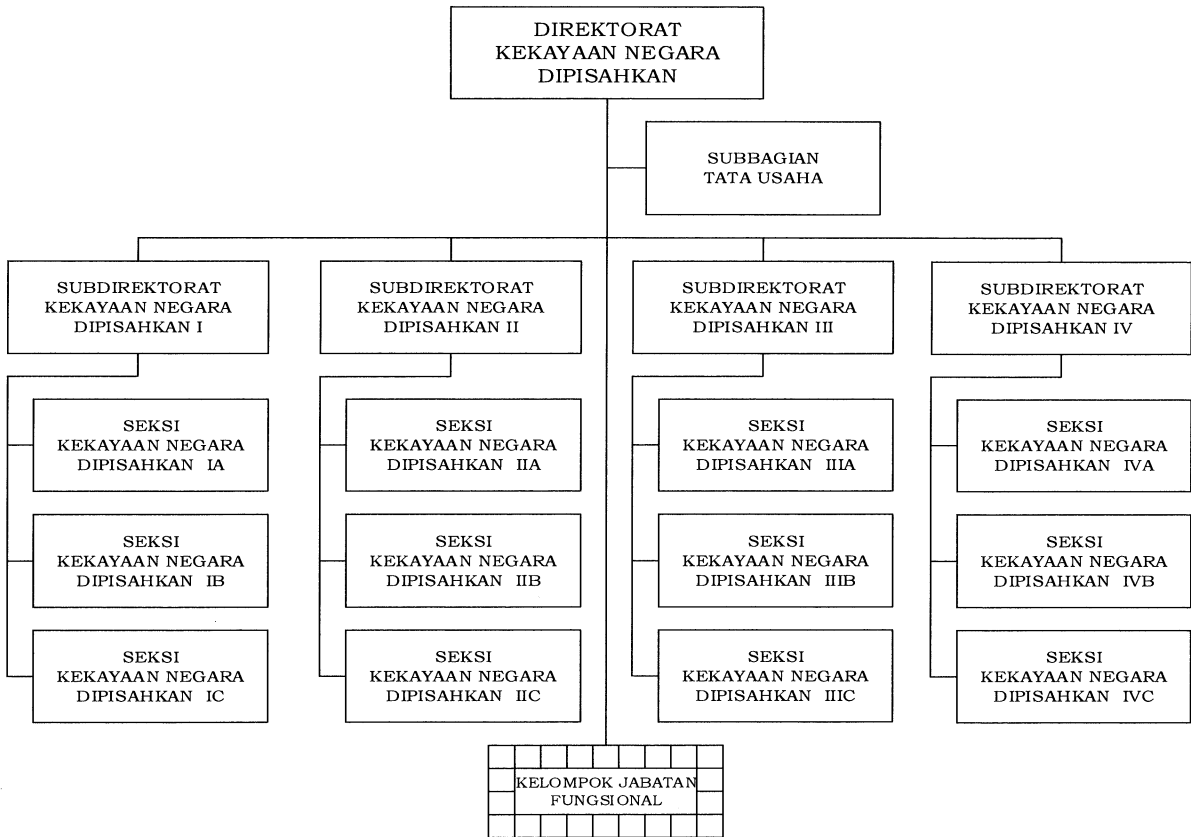 DIREKTORAT
KEKAYAAN NEGARA
DIPISAHKAN
SUBBAGIAN
TATA USAHA
SUBDIREKTORAT
KEKAYAAN NEGARA
DIPISAHKAN I
SUBDIREKTORAT
KEKAYAAN NEGARA
DIPISAHKAN II
SUBDIREKTORAT
KEKAYAAN NEGARA
DIPISAHKAN III
SUBDIREKTORAT
KEKAYAAN NEGARA
DIPISAHKAN IV
SEKSI
KEKAYAAN NEGARA
DIPISAHKAN IA
SEKSI
KEKAYAAN NEGARA
DIPISAHKAN IIA
SEKSI
KEKAYAAN NEGARA
DIPISAHKAN IIIA
SEKSI
KEKAYAAN NEGARA
DIPISAHKAN IVA
SEKSI
KEKAYAAN NEGARA
DIPISAHKAN IB
SEKSI
KEKAYAAN NEGARA
DIPISAHKAN IIB
SEKSI
KEKAYAAN NEGARA
DIPISAHKAN IIIB
SEKSI
KEKAYAAN NEGARA
DIPISAHKAN IVB
SEKSI
KEKAYAAN NEGARA
DIPISAHKAN IC
SEKSI
KEKAYAAN NEGARA
DIPISAHKAN IIC
SEKSI
KEKAYAAN NEGARA
DIPISAHKAN IIIC
SEKSI
KEKAYAAN NEGARA
DIPISAHKAN IVC
KELOMPOK JABATAN
FUNGSIONAL